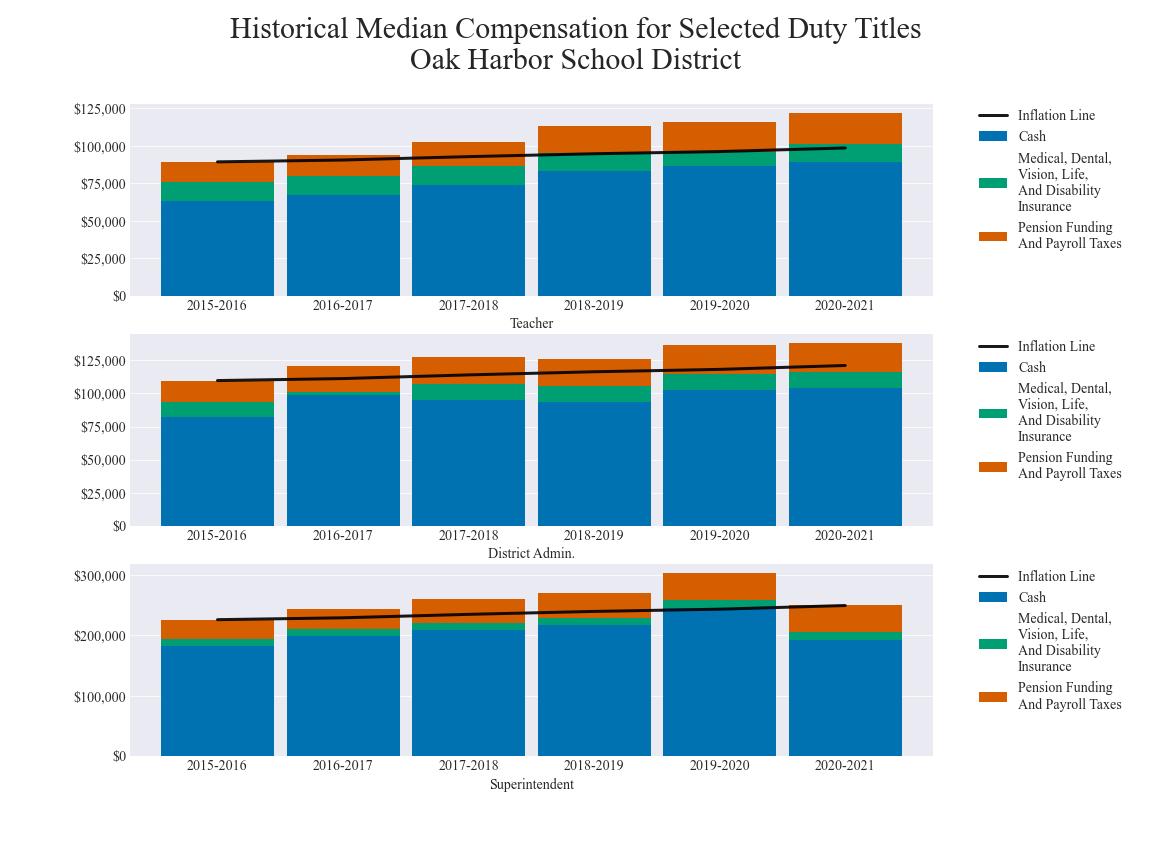 Historical Median Compensation for Selected Duty Titles
Oak Harbor School District
$125,000
$100,000
$75,000
$50,000
$25,000
$0
2015-2016 2016-2017 2017-2018 2018-2019 2019-2020 2020-2021
Teacher
Inflation Line
Cash
Medical, Dental,
Vision, Life,
And Disability
Insurance
Pension Funding
And Payroll Taxes
$125,000
$100,000
$75,000
$50,000
$25,000
$0
2015-2016 2016-2017 2017-2018 2018-2019 2019-2020 2020-2021
District Admin.
Inflation Line
Cash
Medical, Dental,
Vision, Life,
And Disability
Insurance
Pension Funding
And Payroll Taxes
$300,000
$200,000
$100,000
$0
2015-2016 2016-2017 2017-2018 2018-2019 2019-2020 2020-2021
Superintendent
Inflation Line
Cash
Medical, Dental,
Vision, Life,
And Disability
Insurance
Pension Funding
And Payroll Taxes